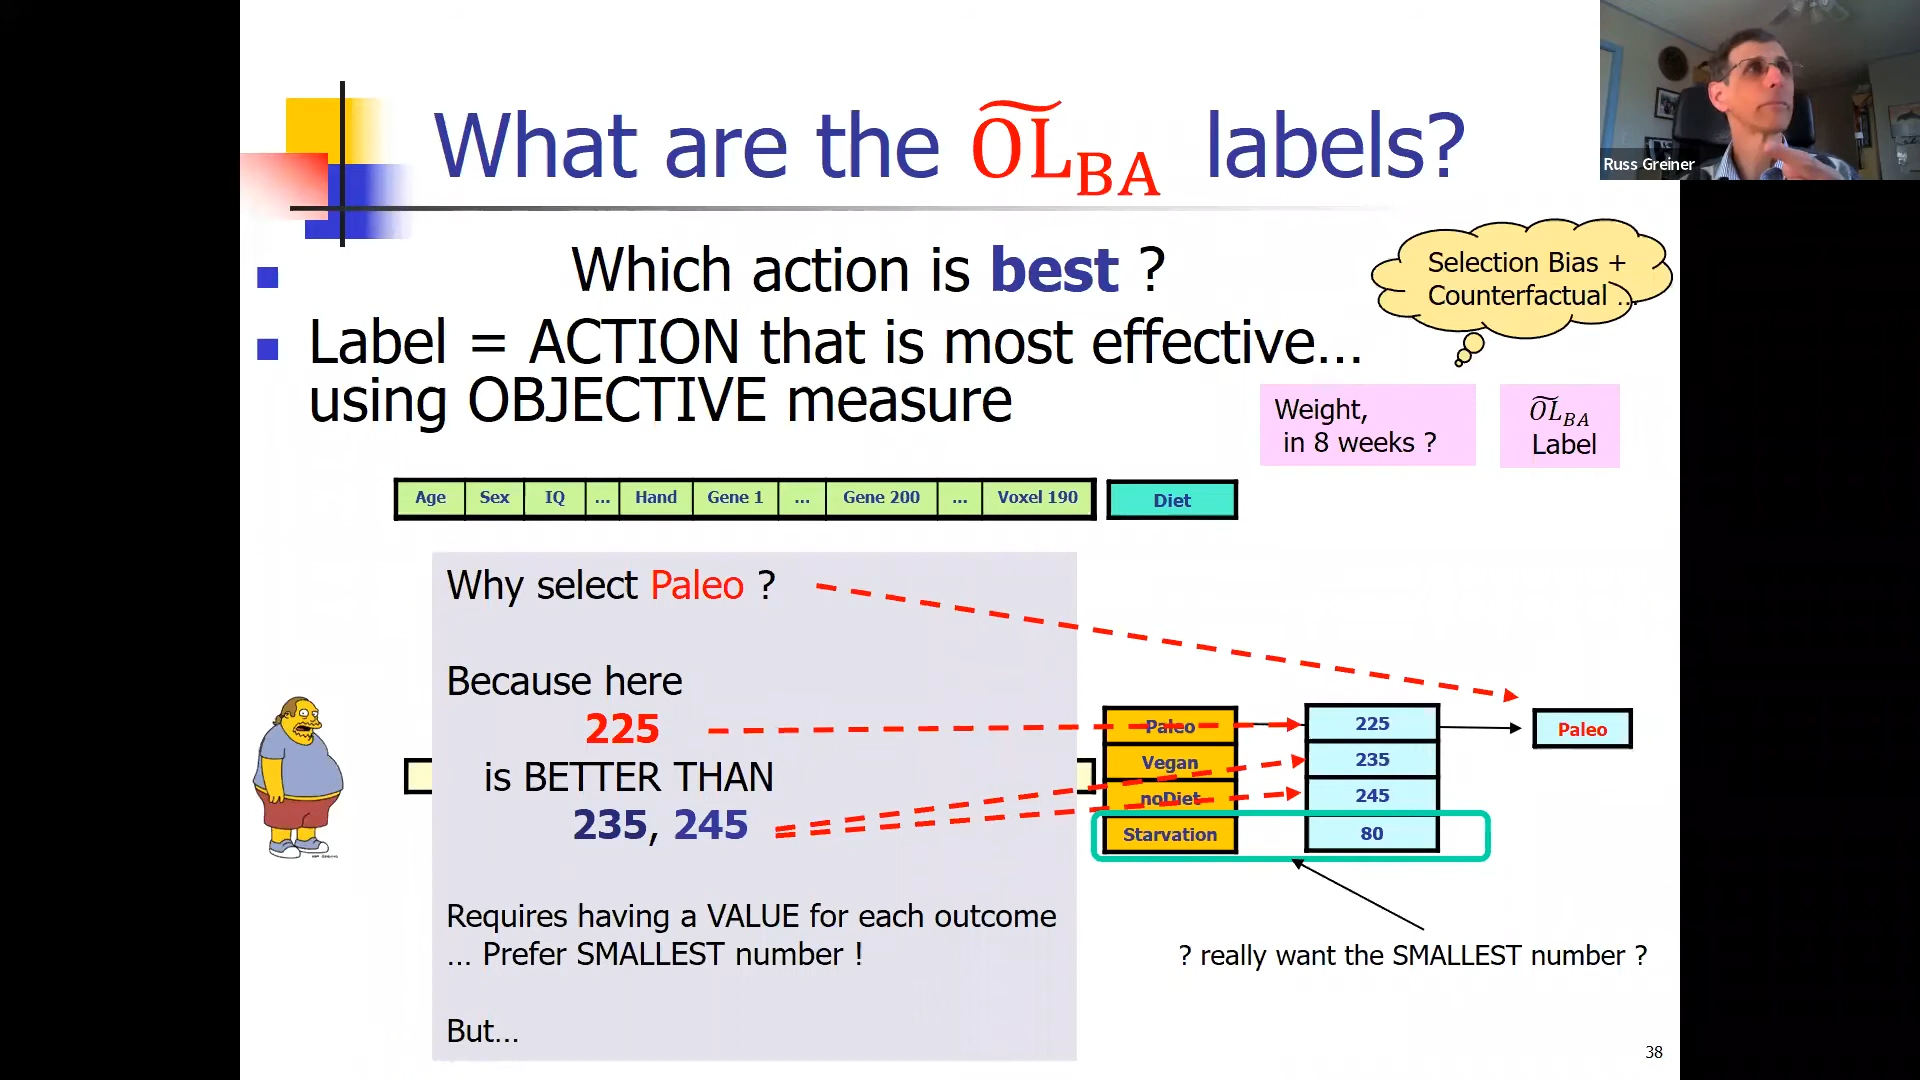 What are the O͠L_BA labels?
Russ Greiner
Which action is best ?
Selection Bias +
Counterfactual ...
Label = ACTION that is most effective…
using OBJECTIVE measure
Weight,
in 8 weeks ?
O͠L_BA
Label
Age Sex IQ ... Hand Gene 1 ... Gene 200 ... Voxel 190 Diet
Why select Paleo ?
Because here
225
is BETTER THAN
235, 245
Requires having a VALUE for each outcome
... Prefer SMALLEST number !
But...
Paleo 225 Paleo
Vegan 235
noDiet 245
Starvation 80
? really want the SMALLEST number ?
38